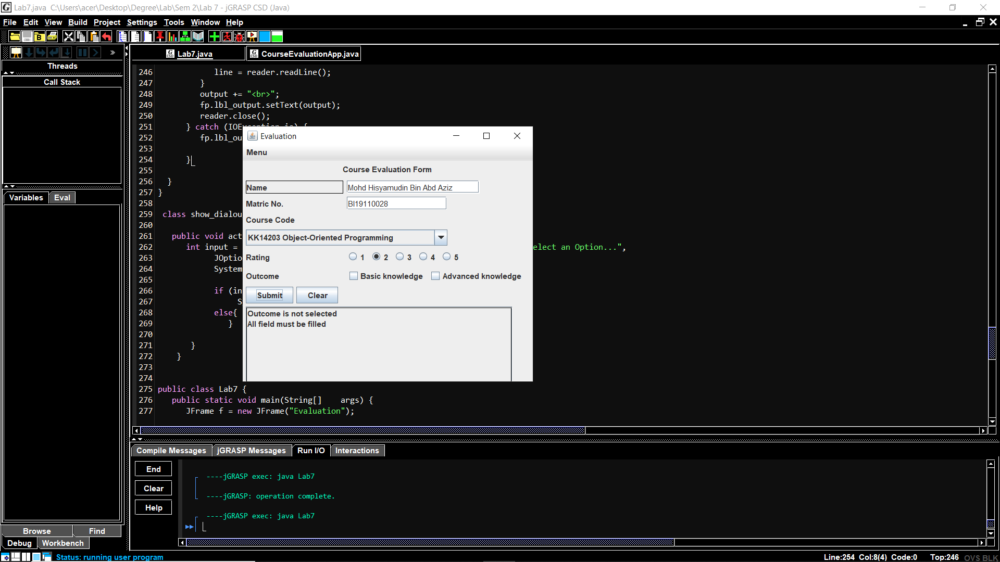 Lab7.java C:\Users\acer\Desktop\Degree\Lab\Sem 2\Lab 7 - jGRASP CSD (Java)
File Edit View Build Project Settings Tools Window Help
Threads
Call Stack
Variables Eval
Browse Find
Debug Workbench
Lab7.java CourseEvaluationApp.java
246 line = reader.readLine();
247 }
248 output += "<br>";
249 fp.lbl_output.setText(output);
250 reader.close();
251 } catch (IOException
252 fp.lbl_ou
253
254 }
255
256 }
257 }
258
259 class show_dialou
260
261 public void act
262 int input = elect an Option...",
263 JOptio
264 System
265
266 if (in
267 S
268 else{
269 }
270
271 }
272 }
273
274
275 public class Lab7 {
276 public static void main(String[] args) {
277 JFrame f = new JFrame("Evaluation");
Evaluation
Menu
Course Evaluation Form
Name Mohd Hisyamudin Bin Abd Aziz
Matric No. BI19110028
Course Code
KK14203 Object-Oriented Programming
Rating 1 2 3 4 5
Outcome Basic knowledge Advanced knowledge
Submit Clear
Outcome is not selected
All field must be filled
Compile Messages jGRASP Messages Run I/O Interactions
End
Clear
Help
----jGRASP exec: java Lab7
----jGRASP: operation complete.
----jGRASP exec: java Lab7
Status: running user program
Line:254 Col:8(4) Code:0 Top:246 OVS BLK